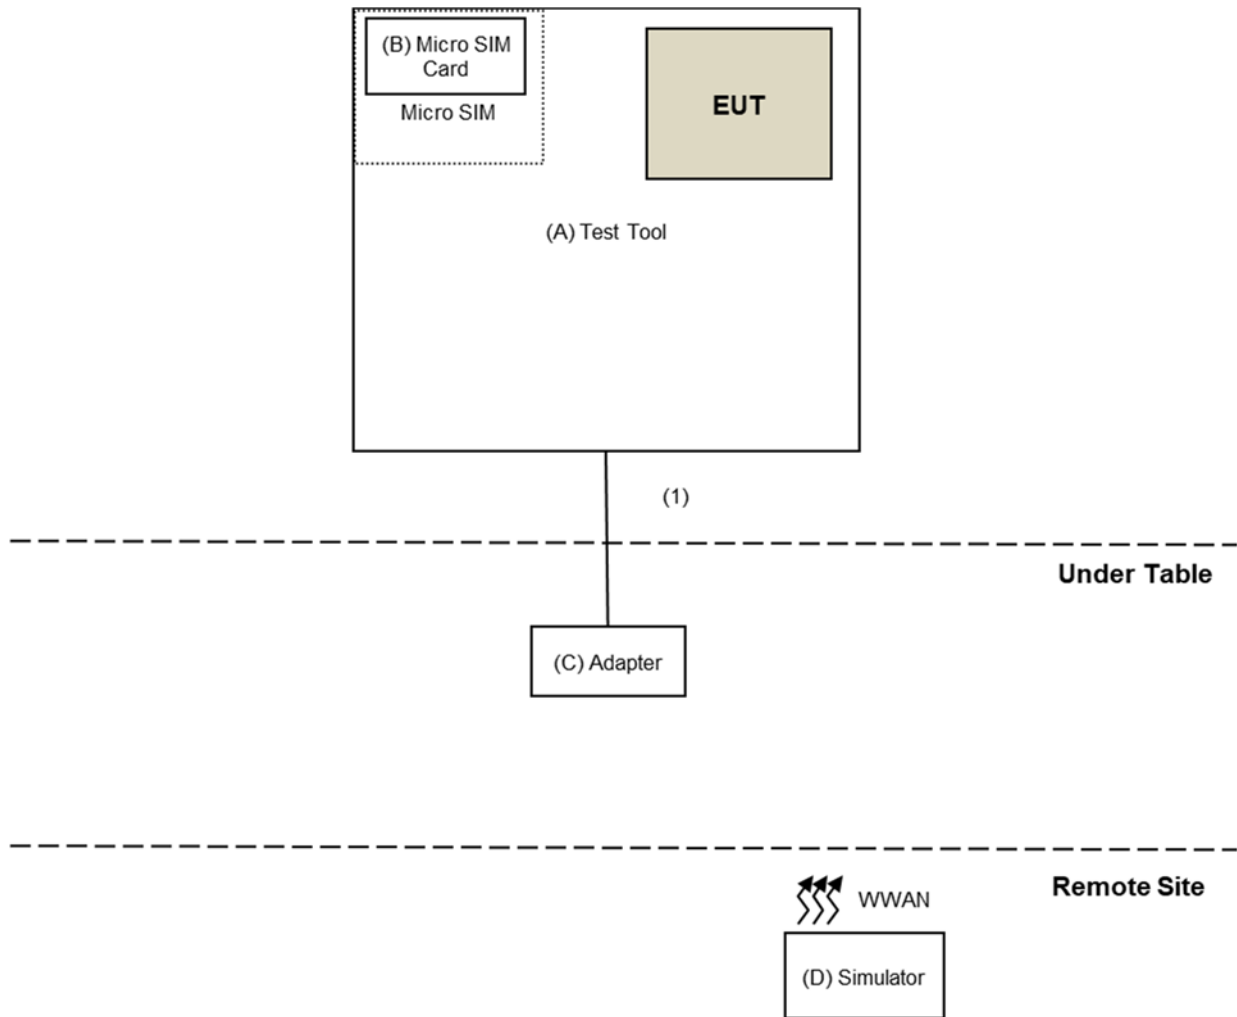 (B) Micro SIM
Card
Micro SIM
EUT
(A) Test Tool
(1)
Under Table
(C) Adapter
Remote Site
WWAN
(D) Simulator